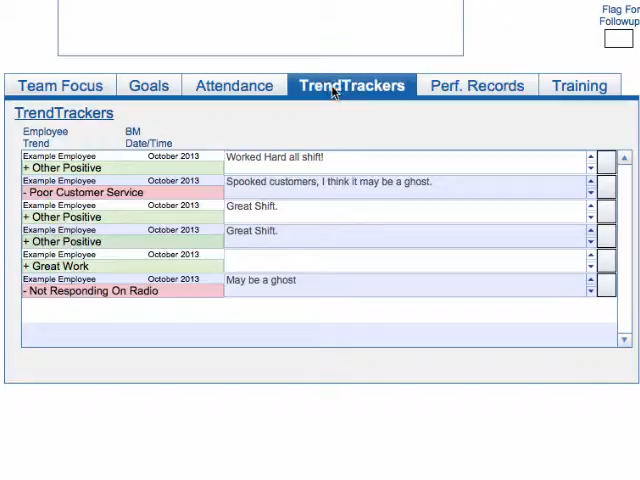 Flag For
Followup
Team Focus Goals Attendance TrendTrackers Perf. Records Training
TrendTrackers
Employee BM
Trend Date/Time
Example Employee October 2013 Worked Hard all shift!
+ Other Positive
Example Employee October 2013 Spooked customers, I think it may be a ghost.
- Poor Customer Service
Example Employee October 2013 Great Shift.
+ Other Positive
Example Employee October 2013 Great Shift.
+ Other Positive
Example Employee October 2013
+ Great Work
Example Employee October 2013 May be a ghost
- Not Responding On Radio